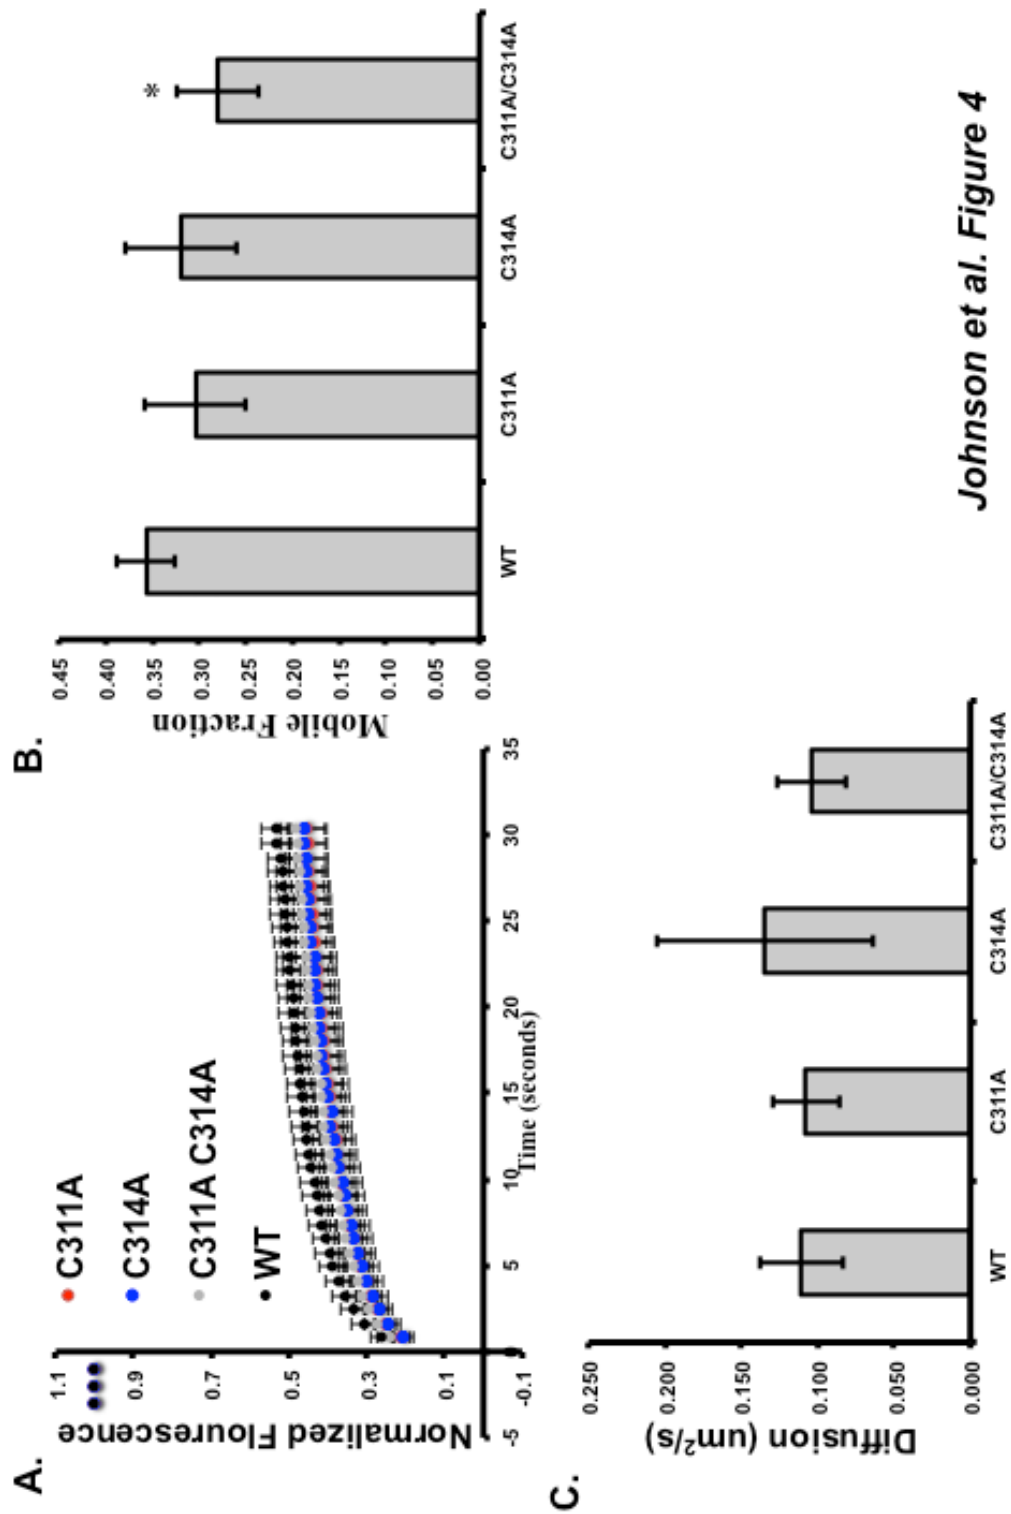 A.
Normalized Flourescence
1.1
0.9
0.7
0.5
0.3
0.1
-0.1
-5
0
5
10
15
20
25
30
35
Time (seconds)
C311A
C314A
C311A C314A
WT
B.
Mobile Fraction
0.45
0.40
0.35
0.30
0.25
0.20
0.15
0.10
0.05
0.00
*
WT
C311A
C314A
C311A/C314A
C.
Diffusion (um²/s)
0.250
0.200
0.150
0.100
0.050
0.000
WT
C311A
C314A
C311A/C314A
Johnson et al. Figure 4